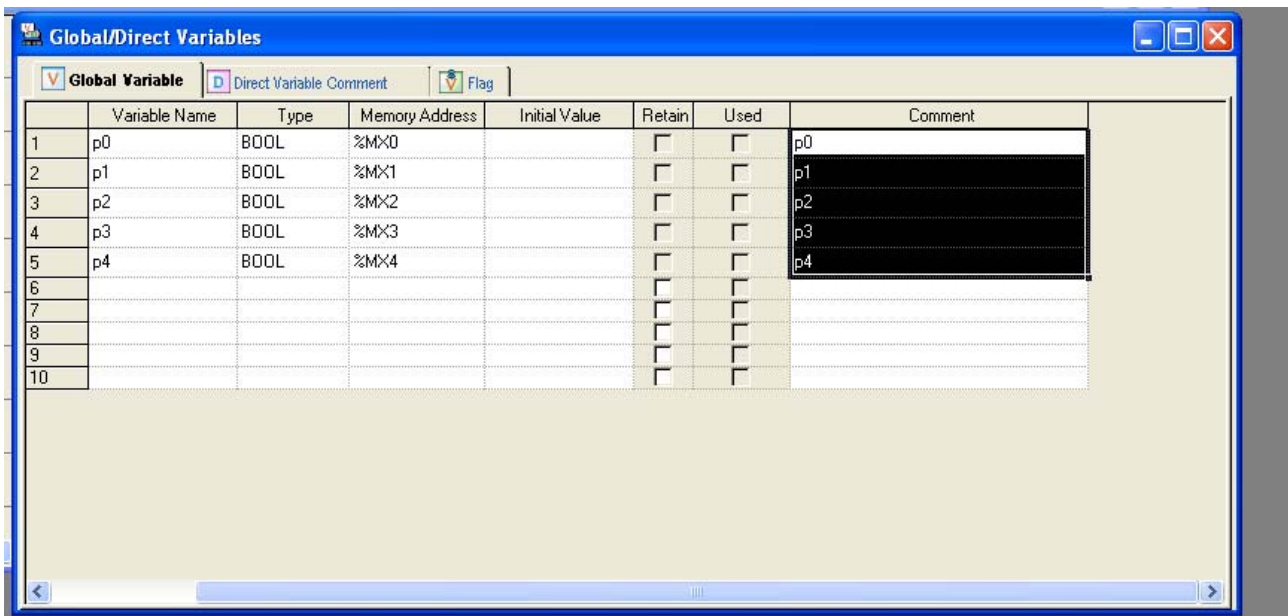 Global/Direct Variables
V Global Variable D Direct Variable Comment Flag
Variable Name Type Memory Address Initial Value Retain Used Comment
1 p0 BOOL %MX0 p0
2 p1 BOOL %MX1 p1
3 p2 BOOL %MX2 p2
4 p3 BOOL %MX3 p3
5 p4 BOOL %MX4 p4
6
7
8
9
10